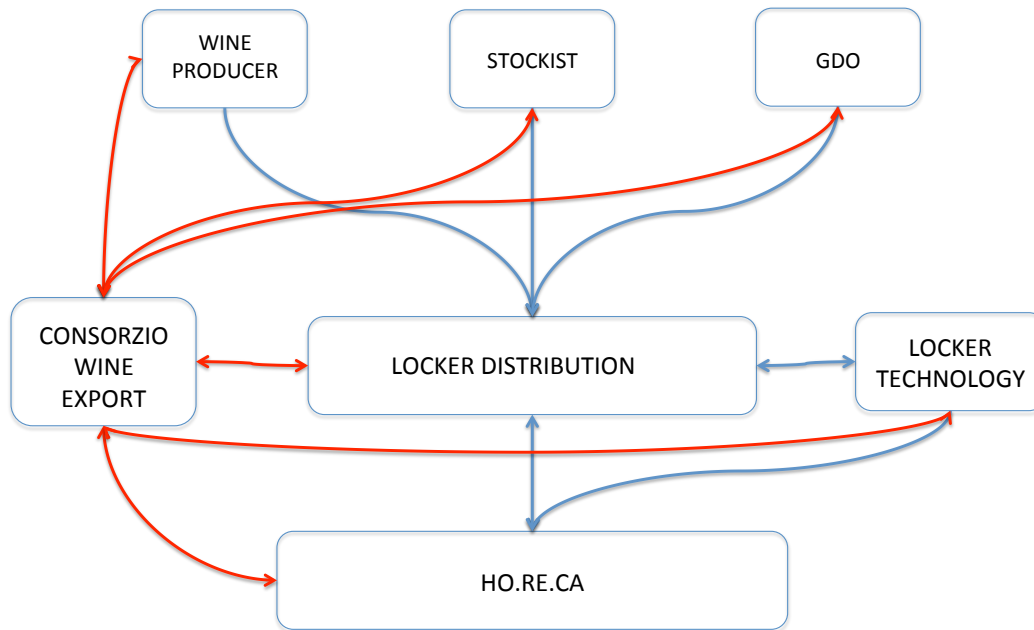 WINE
PRODUCER
STOCKIST
GDO
CONSORZIO
WINE
EXPORT
LOCKER DISTRIBUTION
LOCKER
TECHNOLOGY
HO.RE.CA